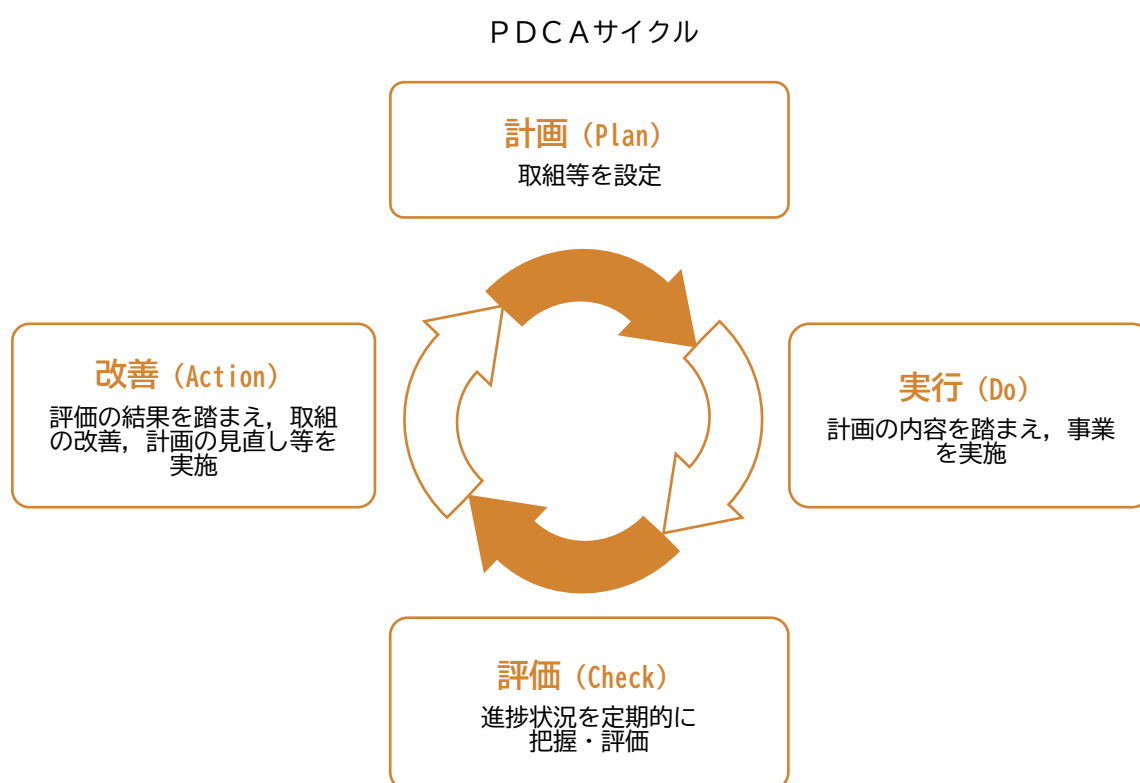 ＰＤＣＡサイクル
計画（Plan）
取組等を設定
改善（Action）
評価の結果を踏まえ，取組
の改善，計画の見直し等を
実施
実行（Do）
計画の内容を踏まえ，事業
を実施
評価（Check）
進捗状況を定期的に
把握・評価